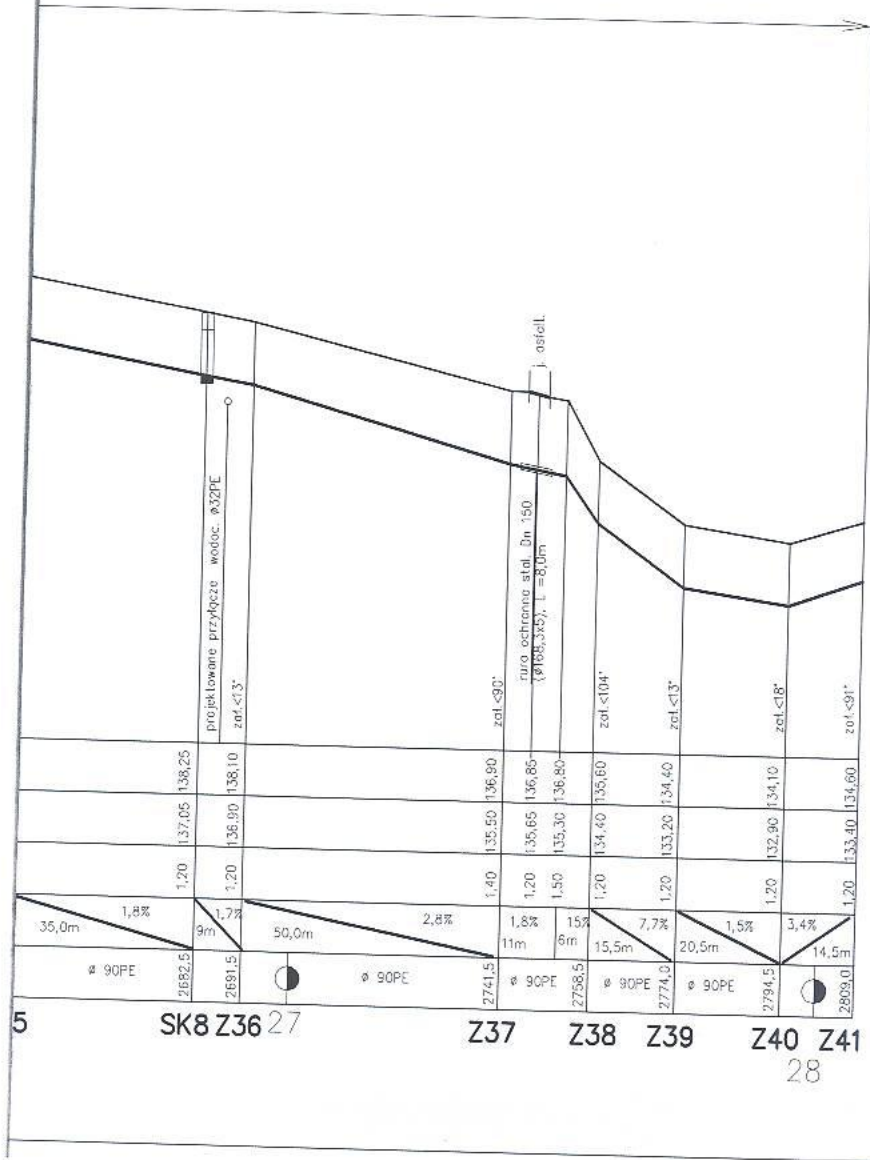 j. asfalt.
projektowane przyłącze wodoc. ø32PE
zał.<13°
zał.<90°
rura ochronna stal. Dn 150
(ø168,3x5), L =8,0m
zał.<104°
zał.<13°
zał.<18°
zał.<91°
138,25 138,10 136,90 136,85 136,80 135,60 134,40 134,10 134,60
137,05 136,90 135,50 135,65 135,30 134,40 133,20 132,90 133,40
1,20 1,20 1,40 1,20 1,50 1,20 1,20 1,20 1,20
1,8% 1,7% 2,8% 1,8% 15% 7,7% 1,5% 3,4%
35,0m 9m 50,0m 11m 6m 15,5m 20,5m 14,5m
ø 90PE 2682,5 2691,5 ø 90PE 2741,5 ø 90PE 2758,5 ø 90PE 2774,0 ø 90PE 2794,5 2809,0
5 SK8 Z36 27 Z37 Z38 Z39 Z40 Z41
28